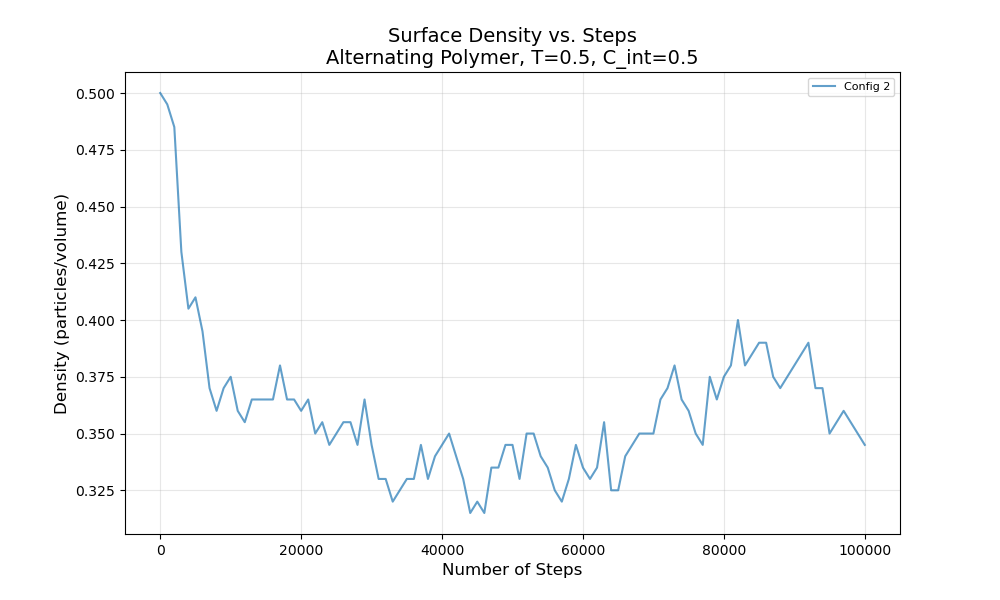 Surface Density vs. Steps
Alternating Polymer, T=0.5, C_int=0.5
Config 2
Density (particles/volume)
0.500
0.475
0.450
0.425
0.400
0.375
0.350
0.325
0
20000
40000
60000
80000
100000
Number of Steps